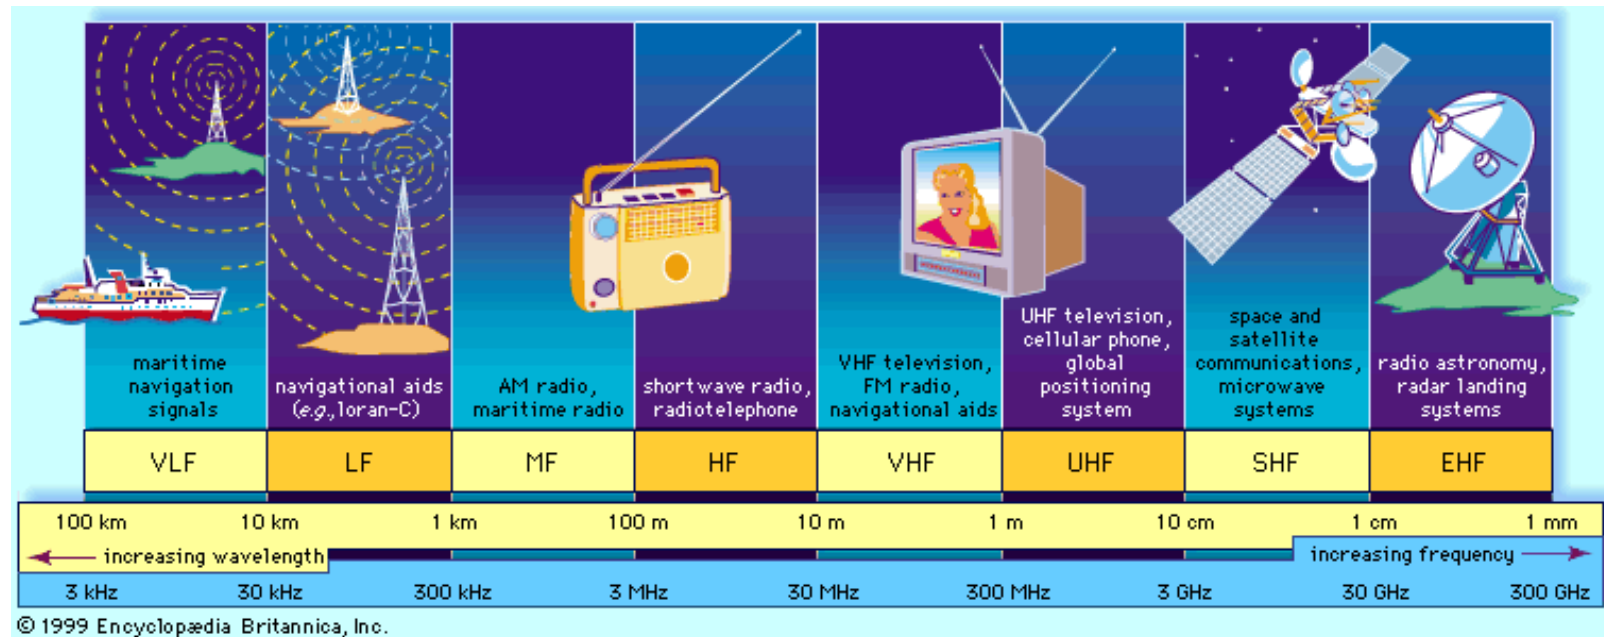 maritime
navigation
signals
navigational aids
(e.g., loran-C)
AM radio,
maritime radio
shortwave radio,
radiotelephone
VHF television,
FM radio,
navigational aids
UHF television,
cellular phone,
global
positioning
system
space and
satellite
communications,
microwave
systems
radio astronomy,
radar landing
systems
VLF LF MF HF VHF UHF SHF EHF
100 km 10 km 1 km 100 m 10 m 1 m 10 cm 1 cm 1 mm
increasing wavelength increasing frequency
3 kHz 30 kHz 300 kHz 3 MHz 30 MHz 300 MHz 3 GHz 30 GHz 300 GHz
© 1999 Encyclopædia Britannica, Inc.